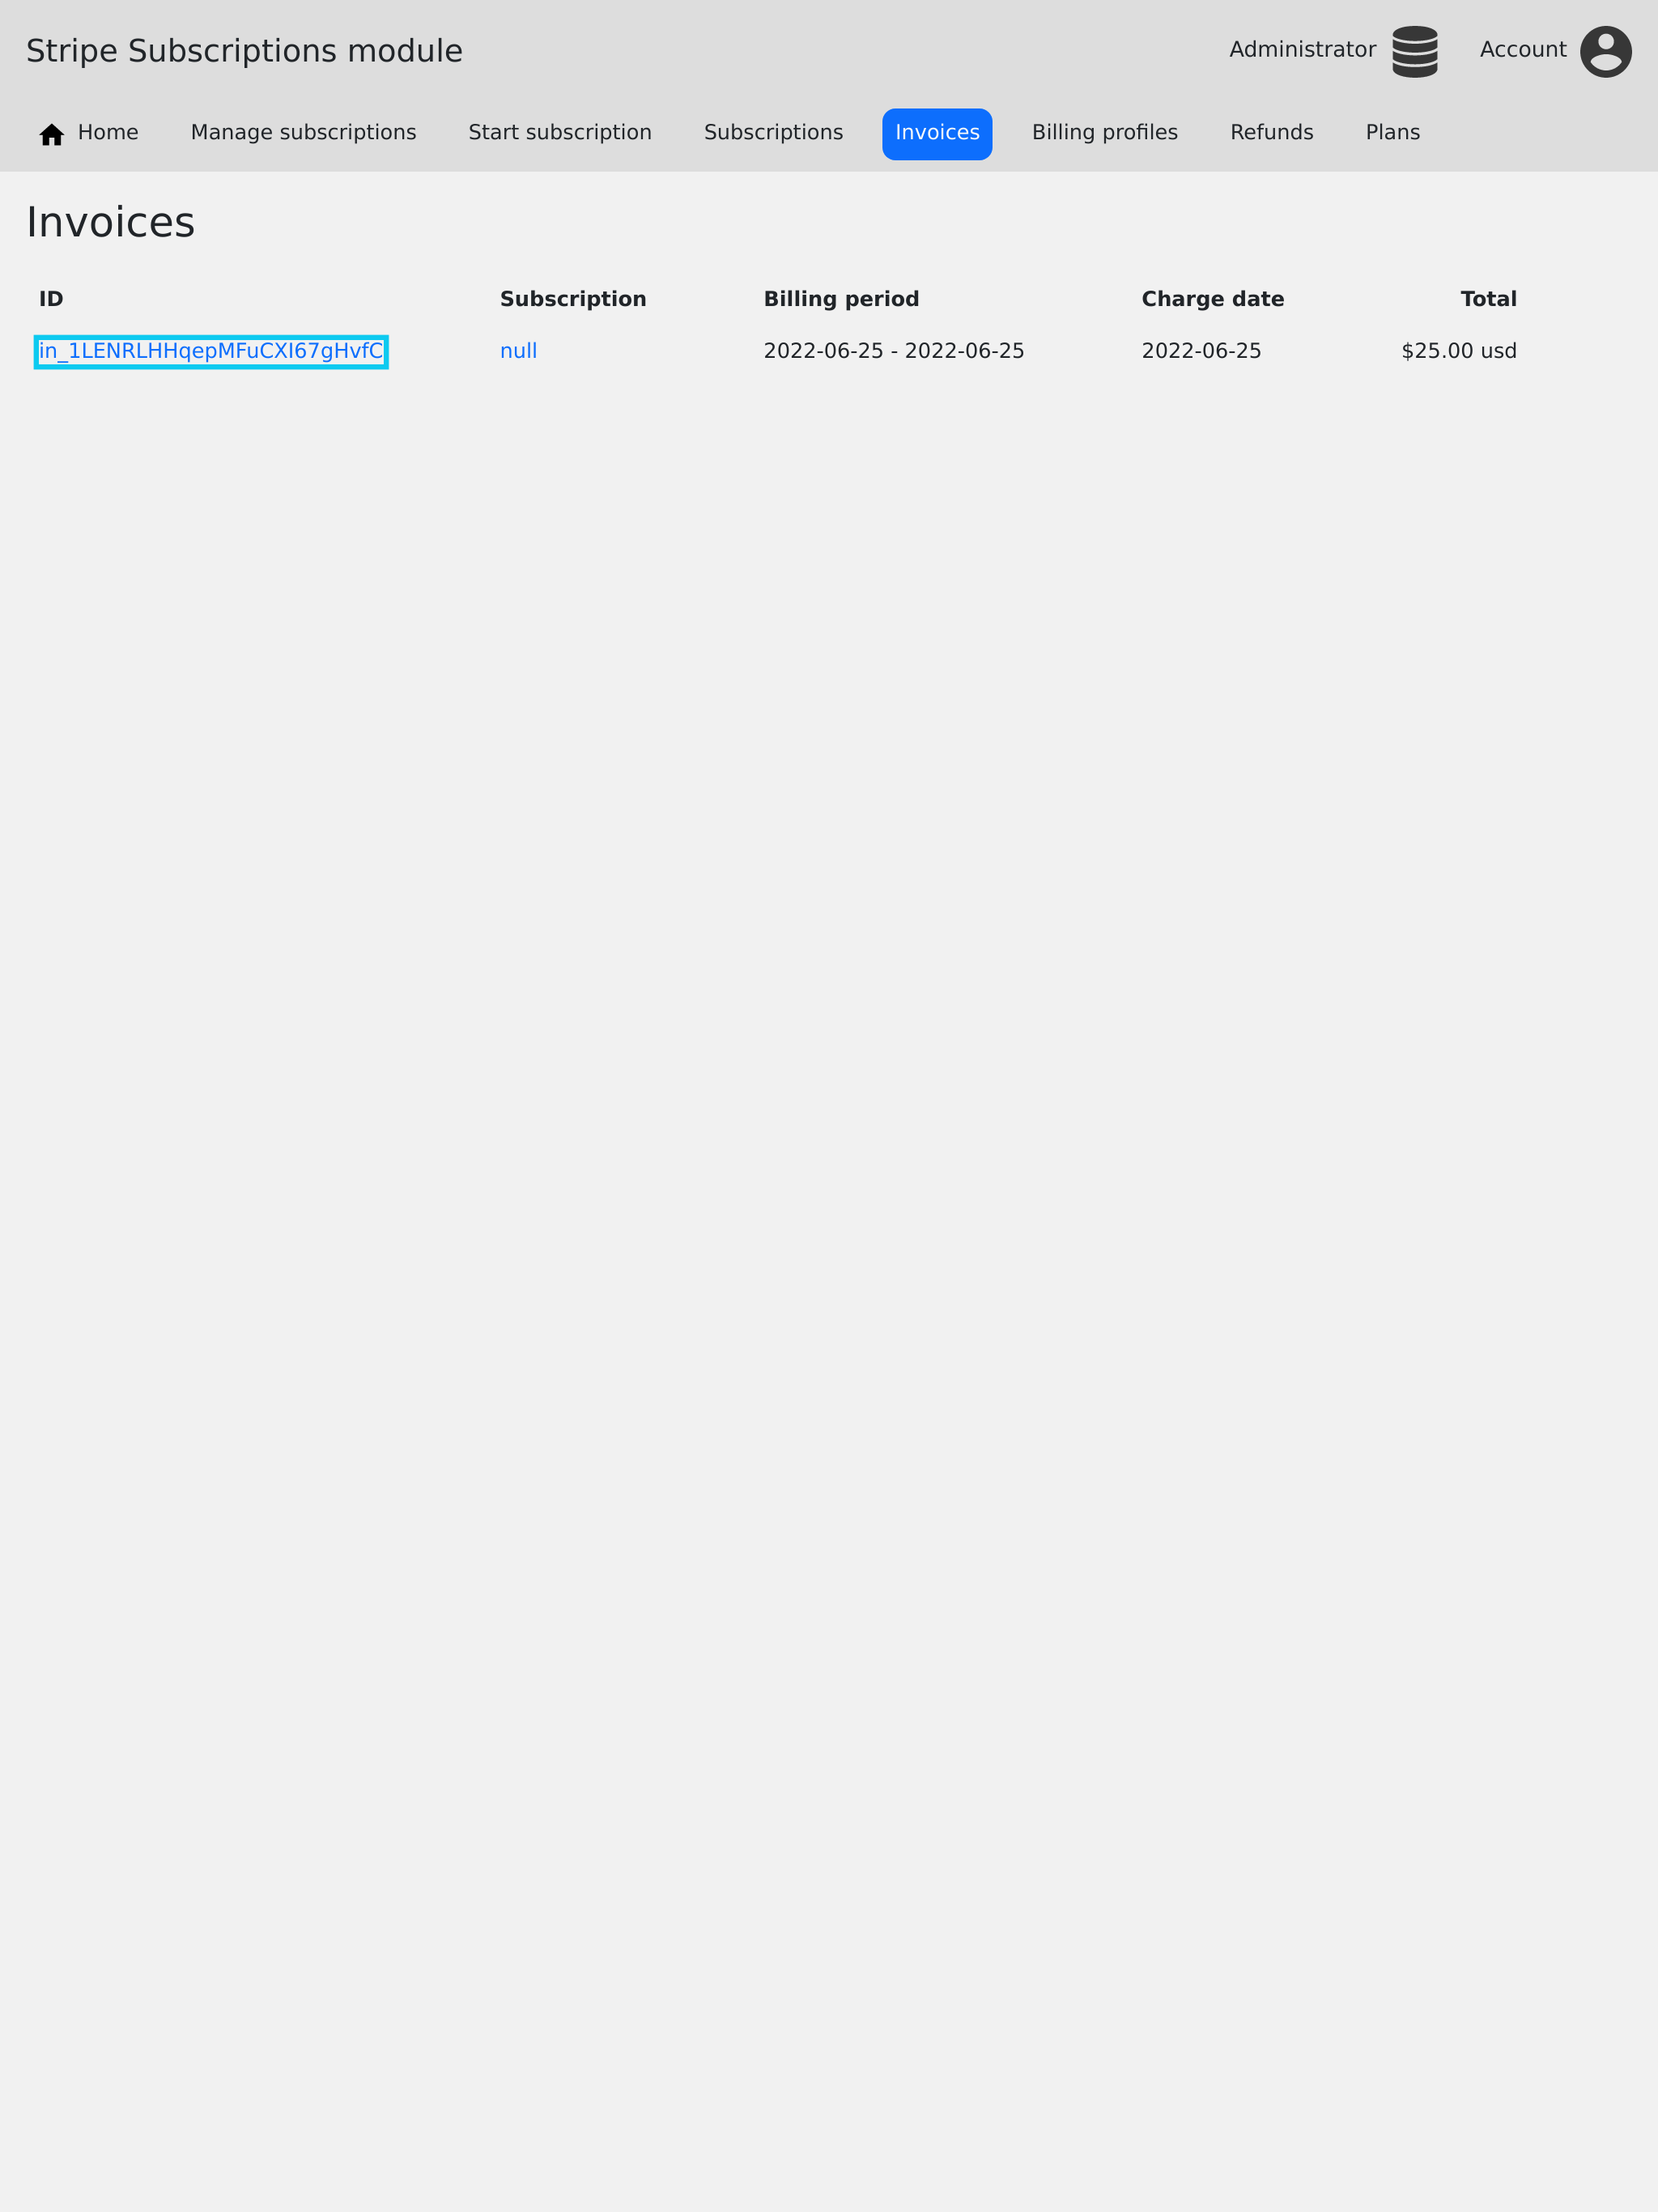 Stripe Subscriptions module
Administrator
Account
Home Manage subscriptions Start subscription Subscriptions Invoices Billing profiles Refunds Plans
Invoices
ID Subscription Billing period Charge date Total
in_1LENRLHHqepMFuCXI67gHvfC null 2022-06-25 - 2022-06-25 2022-06-25 $25.00 usd